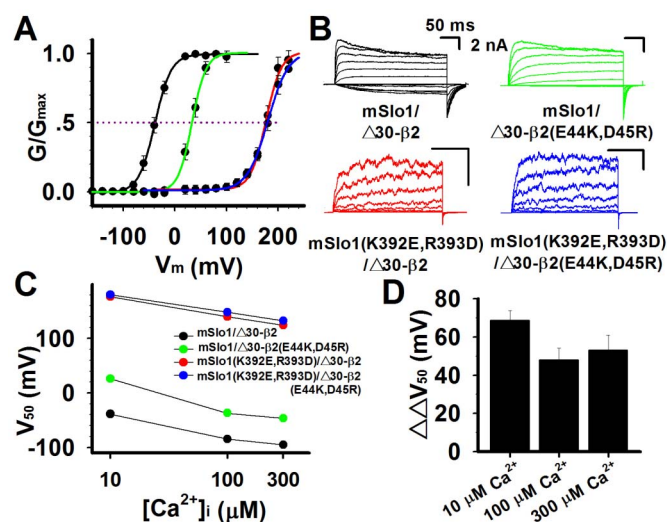 A
1.0
.5
0.0
G/Gmax
-100 0 100 200
Vm (mV)
B
50 ms
2 nA
mSlo1/
△30-β2
mSlo1/
△30-β2(E44K,D45R)
mSlo1(K392E,R393D)
/△30-β2
mSlo1(K392E,R393D)
/△30-β2(E44K,D45R)
C
100
0
-100
V50 (mV)
mSlo1/△30-β2
mSlo1/△30-β2(E44K,D45R)
mSlo1(K392E,R393D)/△30-β2
mSlo1(K392E,R393D)/△30-β2
(E44K,D45R)
10 100 300
[Ca2+]i (μM)
D
80
60
40
20
0
△△V50 (mV)
10 μM Ca2+
100 μM Ca2+
300 μM Ca2+